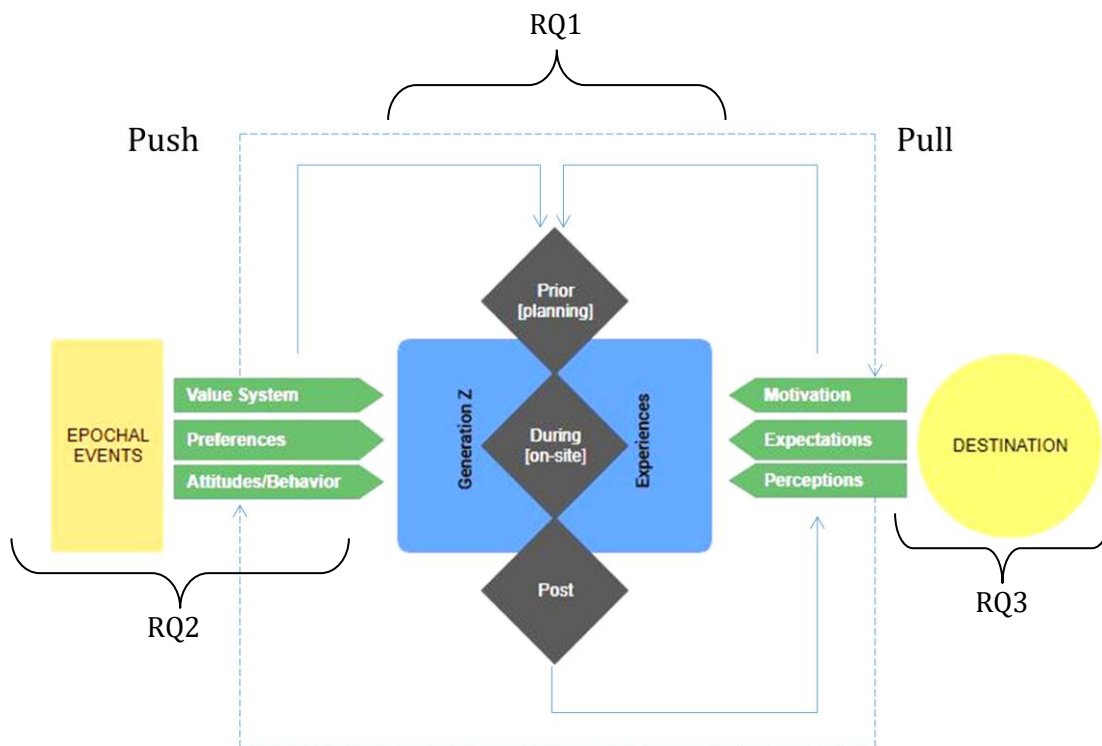 RQ1
Push
Pull
Prior
[planning]
EPOCHAL
EVENTS
Value System
Preferences
Attitudes/Behavior
Generation Z
During
[on-site]
Experiences
Motivation
Expectations
Perceptions
DESTINATION
Post
RQ2
RQ3